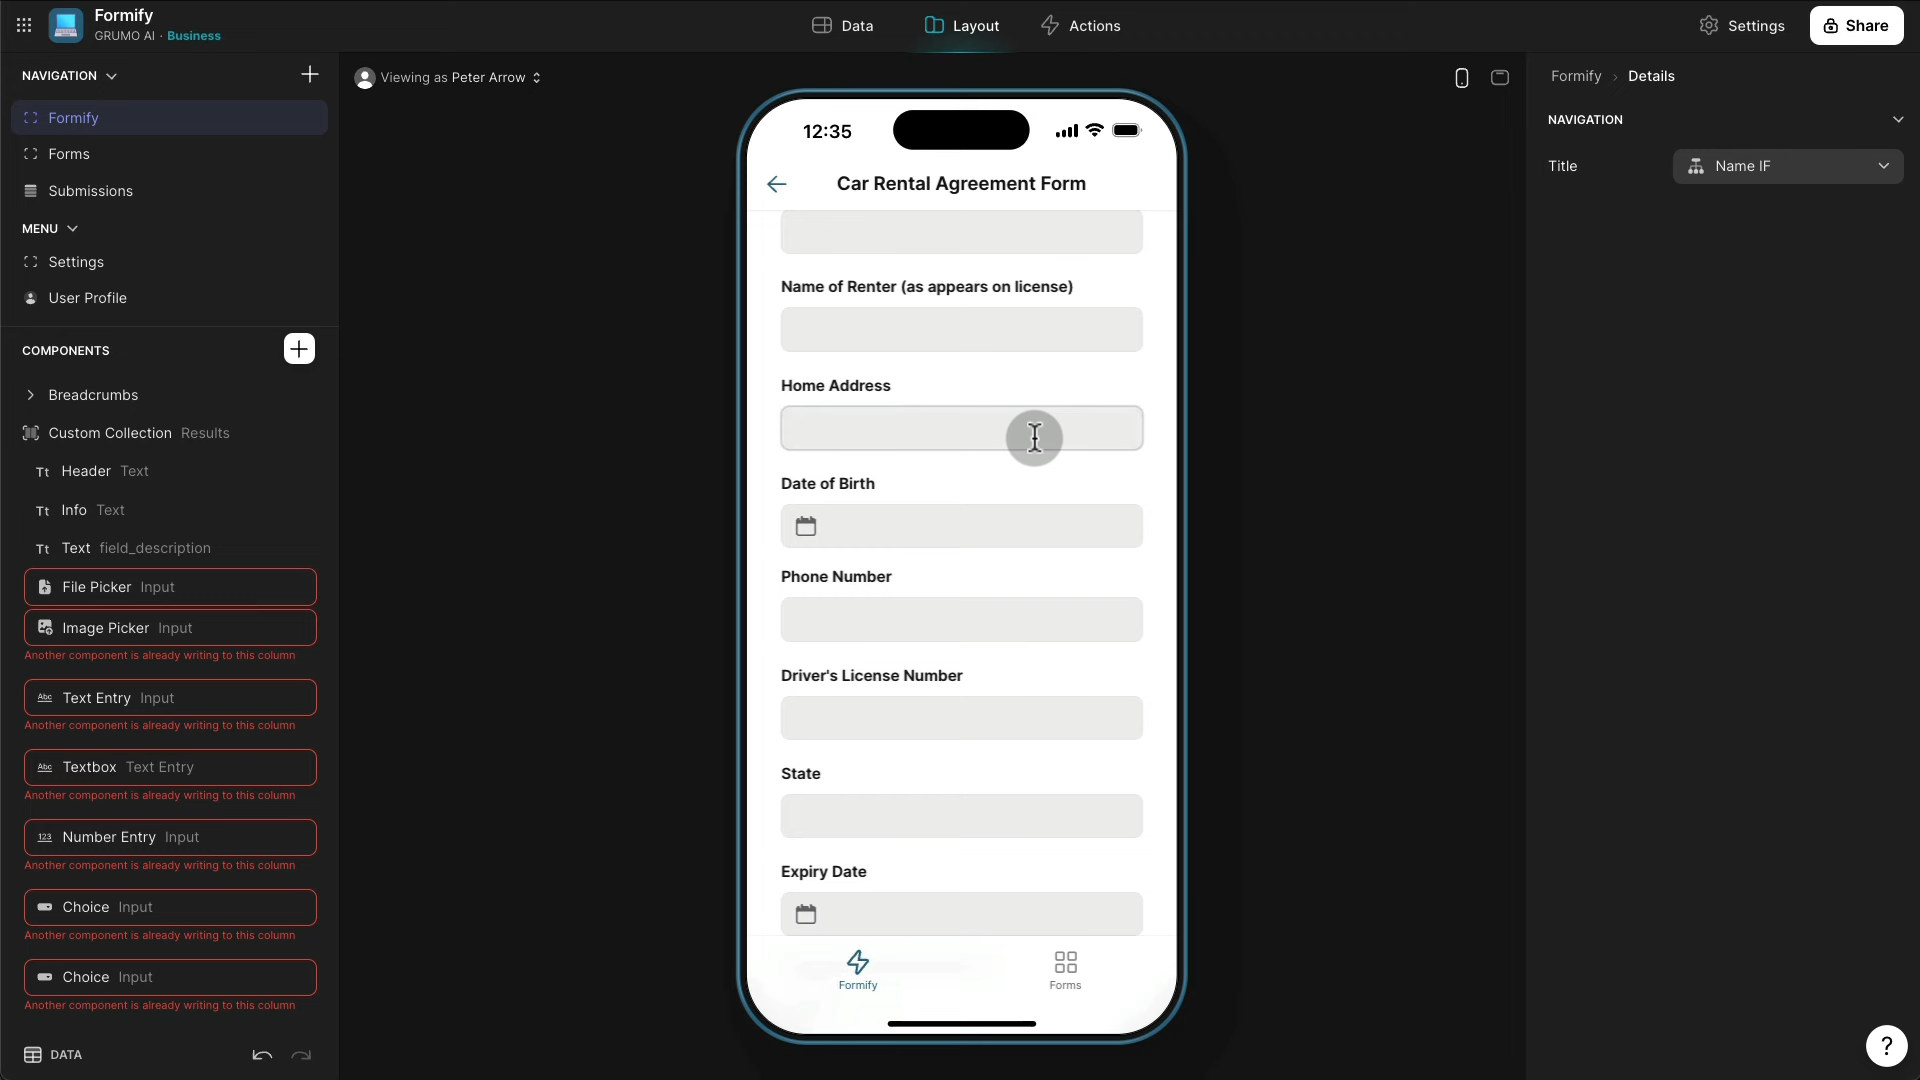 Formify
GRUMO AI · Business
Data
Layout
Actions
Settings
Share
NAVIGATION
Formify
Forms
Submissions
MENU
Settings
User Profile
COMPONENTS
Breadcrumbs
Custom Collection Results
Header Text
Info Text
Text field_description
File Picker Input
Image Picker Input
Another component is already writing to this column
Abc Text Entry Input
Another component is already writing to this column
Abc Textbox Text Entry
Another component is already writing to this column
123 Number Entry Input
Another component is already writing to this column
Choice Input
Another component is already writing to this column
Choice Input
Another component is already writing to this column
DATA
Viewing as Peter Arrow
12:35
Car Rental Agreement Form
Name of Renter (as appears on license)
Home Address
Date of Birth
Phone Number
Driver's License Number
State
Expiry Date
Formify
Forms
Formify › Details
NAVIGATION
Title
Name IF
?